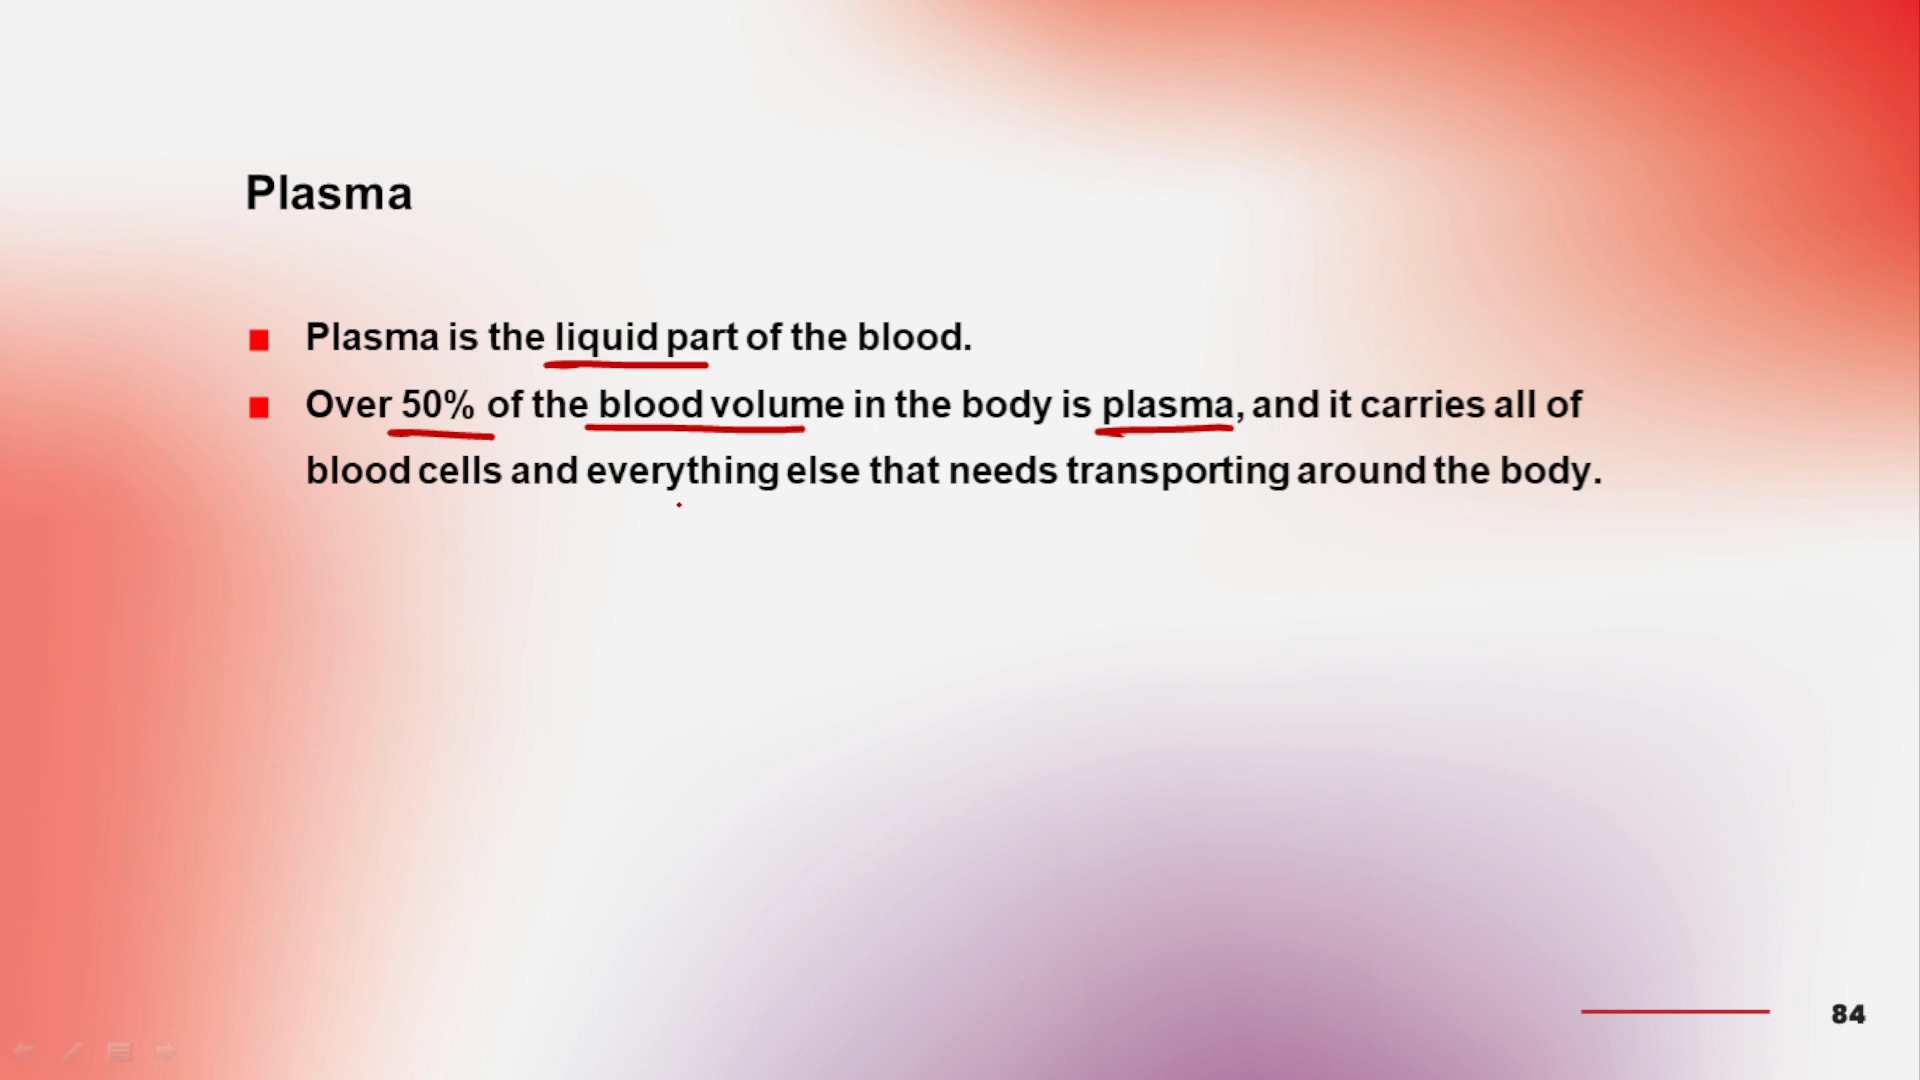 Plasma
Plasma is the liquid part of the blood.
Over 50% of the blood volume in the body is plasma, and it carries all of
blood cells and everything else that needs transporting around the body.
84